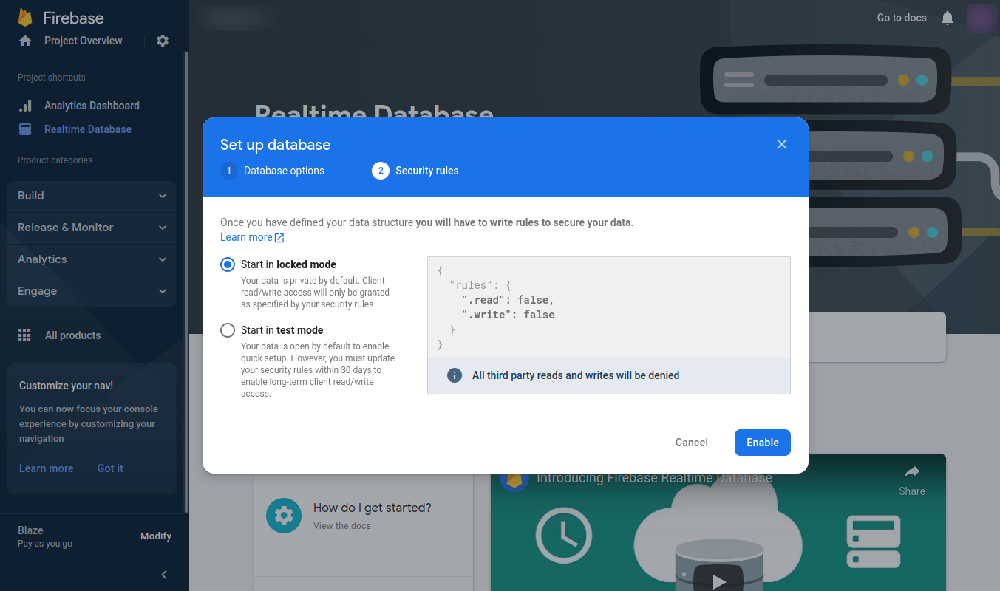 Firebase
Project Overview
Project shortcuts
Analytics Dashboard
Realtime Database
Product categories
Build
Release & Monitor
Analytics
Engage
All products
Customize your nav!
You can now focus your console
experience by customizing your
navigation
Learn more
Got it
Blaze
Pay as you go
Modify
Go to docs
Realtime Database
Set up database
1 Database options
2 Security rules
Once you have defined your data structure you will have to write rules to secure your data.
Learn more
Start in locked mode
Your data is private by default. Client
read/write access will only be granted
as specified by your security rules.
Start in test mode
Your data is open by default to enable
quick setup. However, you must update
your security rules within 30 days to
enable long-term client read/write
access.
{
"rules": {
".read": false,
".write": false
}
}
All third party reads and writes will be denied
Cancel
Enable
How do I get started?
View the docs
Introducing Firebase Realtime Database
Share